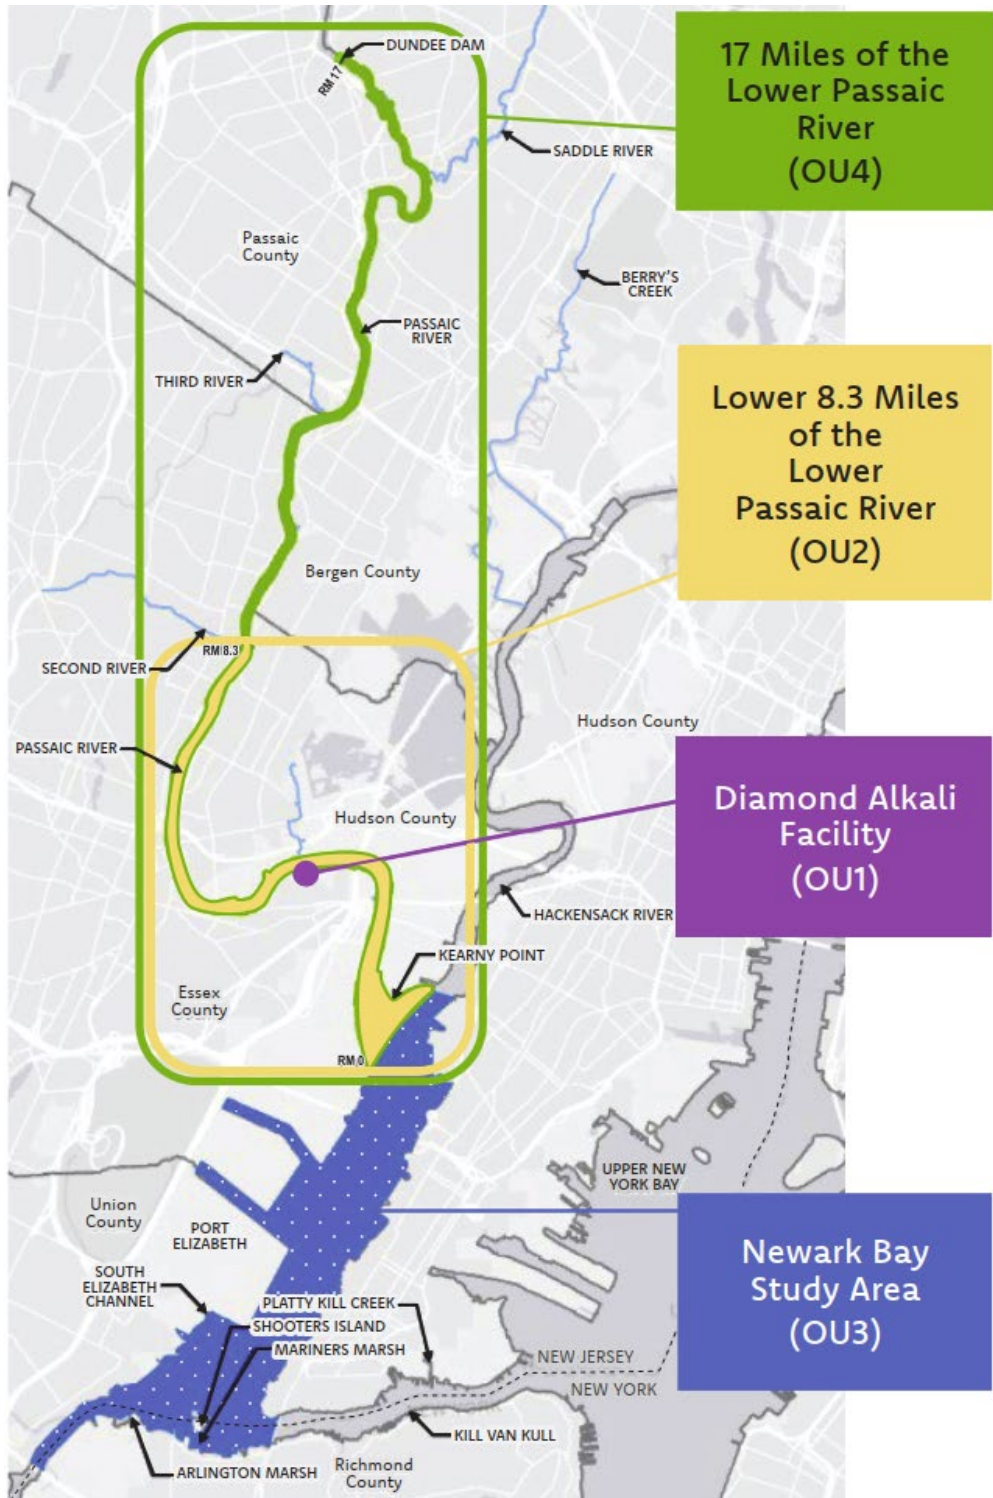 DUNDEE DAM
RM 17
17 Miles of the
Lower Passaic
River
(OU4)
SADDLE RIVER
Passaic
County
BERRY'S
CREEK
PASSAIC
RIVER
THIRD RIVER
Lower 8.3 Miles
of the
Lower
Passaic River
(OU2)
Bergen County
RM 8.3
SECOND RIVER
Hudson County
PASSAIC RIVER
Hudson County
Diamond Alkali
Facility
(OU1)
HACKENSACK RIVER
KEARNY POINT
Essex
County
RM 0
UPPER NEW
YORK BAY
Union
County
PORT
ELIZABETH
Newark Bay
Study Area
(OU3)
SOUTH
ELIZABETH
CHANNEL
PLATTY KILL CREEK
SHOOTERS ISLAND
MARINERS MARSH
NEW JERSEY
NEW YORK
KILL VAN KULL
ARLINGTON MARSH
Richmond
County